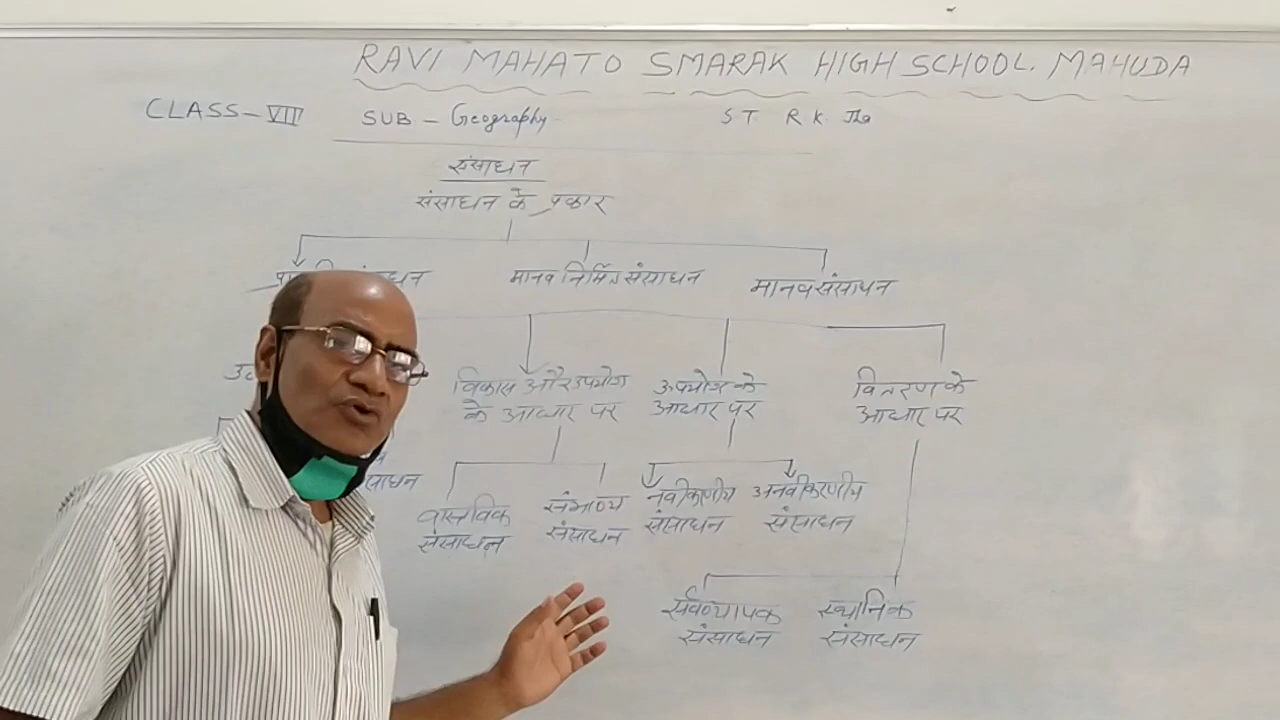 RAVI MAHATO SMARAK HIGH SCHOOL. MAHUDA
CLASS-VIII SUB - Geography S.T. R K Jha
संसाधन
संसाधन के प्रकार
मानव निर्मित संसाधन मानव संसाधन
विकास और उपयोग के आधार पर
उपयोग के आधार पर
वितरण के आधार पर
वास्तविक संसाधन
संभाव्य संसाधन
नवीकरणीय संसाधन
अनवीकरणीय संसाधन
सर्वव्यापक संसाधन
स्थानिक संसाधन